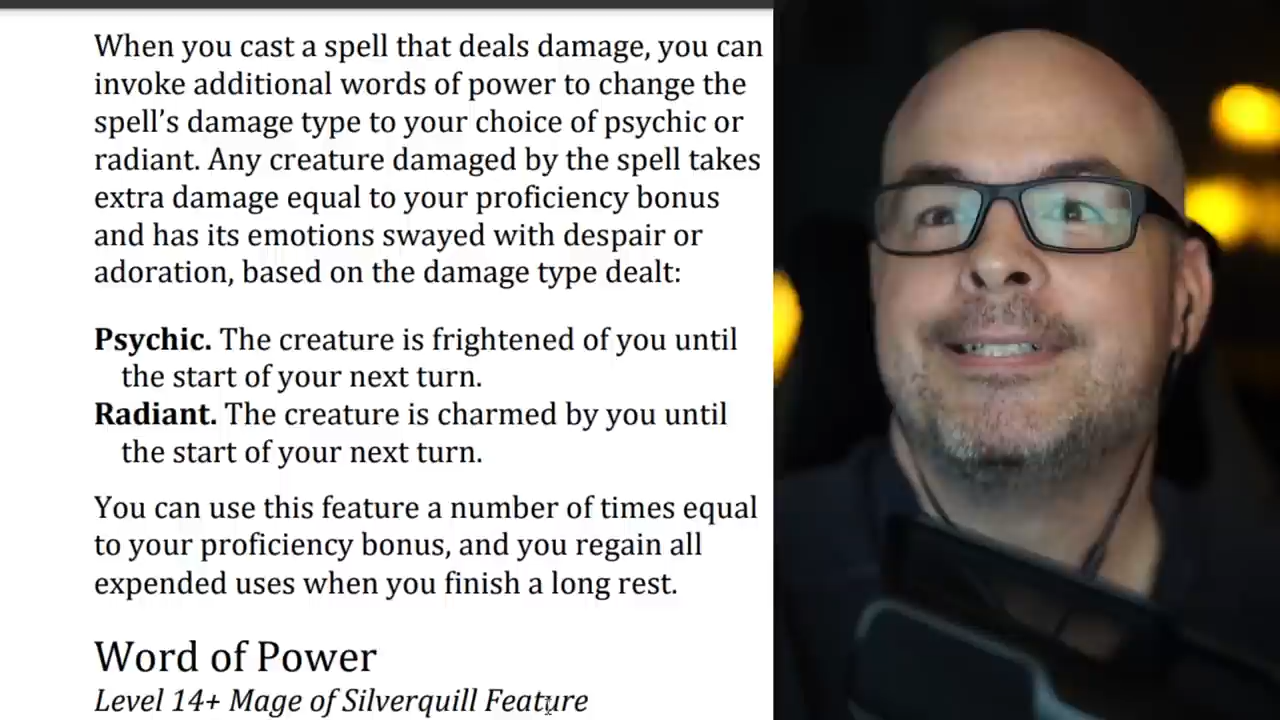 When you cast a spell that deals damage, you can
invoke additional words of power to change the
spell’s damage type to your choice of psychic or
radiant. Any creature damaged by the spell takes
extra damage equal to your proficiency bonus
and has its emotions swayed with despair or
adoration, based on the damage type dealt:
Psychic. The creature is frightened of you until
the start of your next turn.
Radiant. The creature is charmed by you until
the start of your next turn.
You can use this feature a number of times equal
to your proficiency bonus, and you regain all
expended uses when you finish a long rest.
Word of Power
Level 14+ Mage of Silverquill Feature